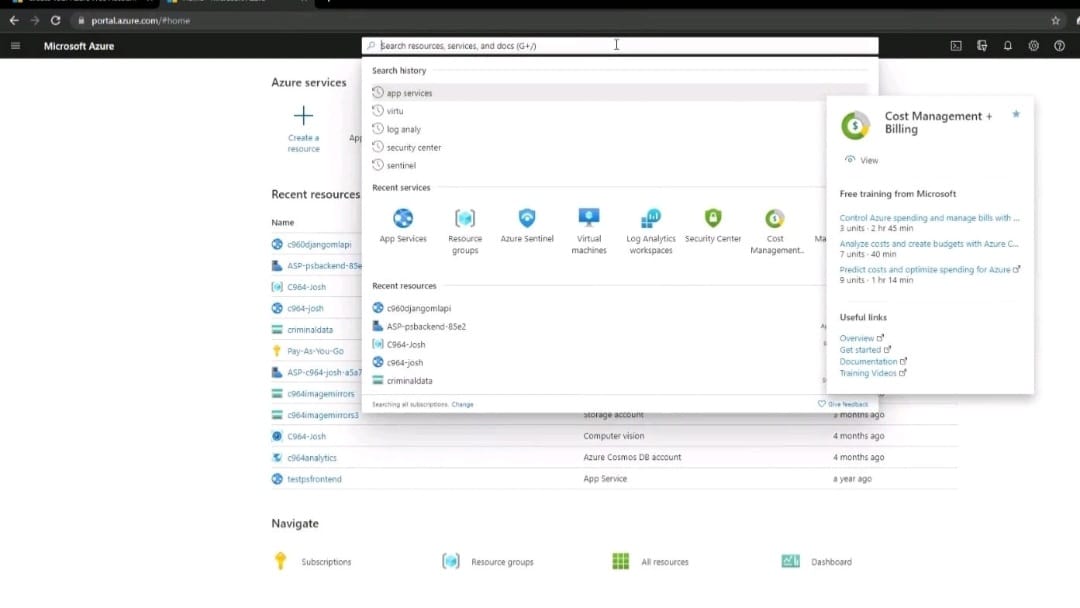 portal.azure.com/#home
Microsoft Azure
Search resources, services, and docs (G+/)
Search history
app services
virtu
log analy
security center
sentinel
Recent services
App Services
Resource groups
Azure Sentinel
Virtual machines
Log Analytics workspaces
Security Center
Cost Management...
Ma
Recent resources
c960djangomlapi
ASP-psbackend-85e2
C964-Josh
c964-josh
criminaldata
Searching all subscriptions. Change
Give feedback
Cost Management + Billing
View
Free training from Microsoft
Control Azure spending and manage bills with ...
3 units · 2 hr 45 min
Analyze costs and create budgets with Azure C...
7 units · 40 min
Predict costs and optimize spending for Azure
9 units · 1 hr 14 min
Useful links
Overview
Get started
Documentation
Training Videos
Azure services
Create a resource
App
Recent resources
Name
c960djangomlapi
ASP-psbackend-85e
C964-Josh
c964-josh
criminaldata
Pay-As-You-Go
ASP-c964-josh-a5a7
c964imagemirrors
c964imagemirrors3 Storage account 3 months ago
C964-Josh Computer vision 4 months ago
c964analytics Azure Cosmos DB account 4 months ago
testpsfrontend App Service a year ago
Navigate
Subscriptions
Resource groups
All resources
Dashboard